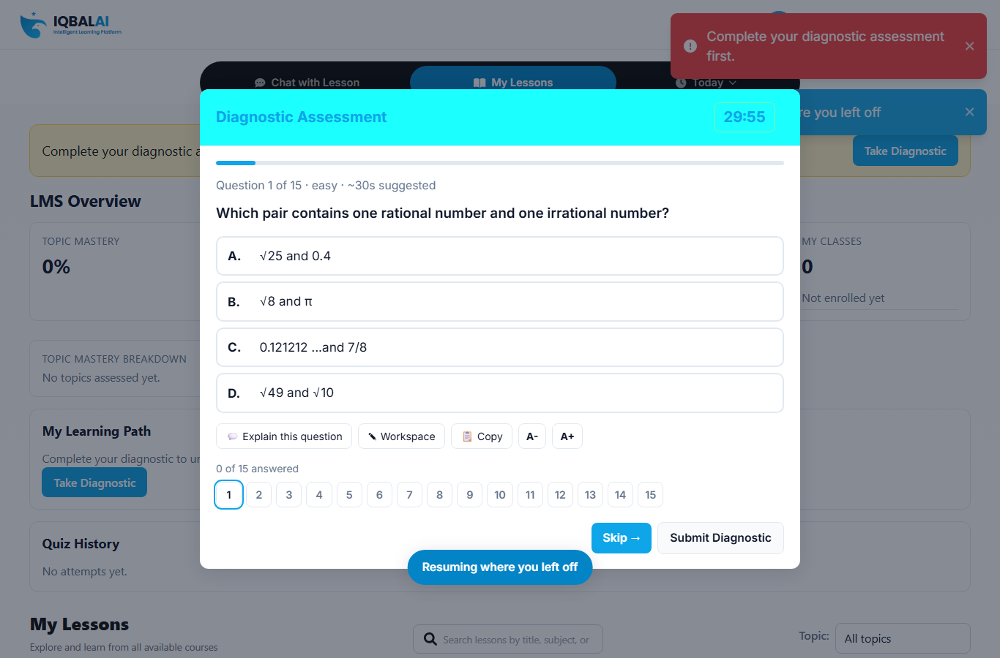 IQBALAI
Intelligent Learning Platform
Complete your diagnostic assessment
first.
Chat with Lesson
My Lessons
Today
re you left off
Diagnostic Assessment
29:55
Complete your diagnostic a
Take Diagnostic
Question 1 of 15 · easy · ~30s suggested
Which pair contains one rational number and one irrational number?
A. √25 and 0.4
B. √8 and π
C. 0.121212 ...and 7/8
D. √49 and √10
Explain this question
Workspace
Copy
A-
A+
0 of 15 answered
1 2 3 4 5 6 7 8 9 10 11 12 13 14 15
Skip →
Submit Diagnostic
Resuming where you left off
LMS Overview
TOPIC MASTERY
0%
MY CLASSES
0
Not enrolled yet
TOPIC MASTERY BREAKDOWN
No topics assessed yet.
My Learning Path
Complete your diagnostic to un
Take Diagnostic
Quiz History
No attempts yet.
My Lessons
Explore and learn from all available courses
Search lessons by title, subject, or
Topic:
All topics